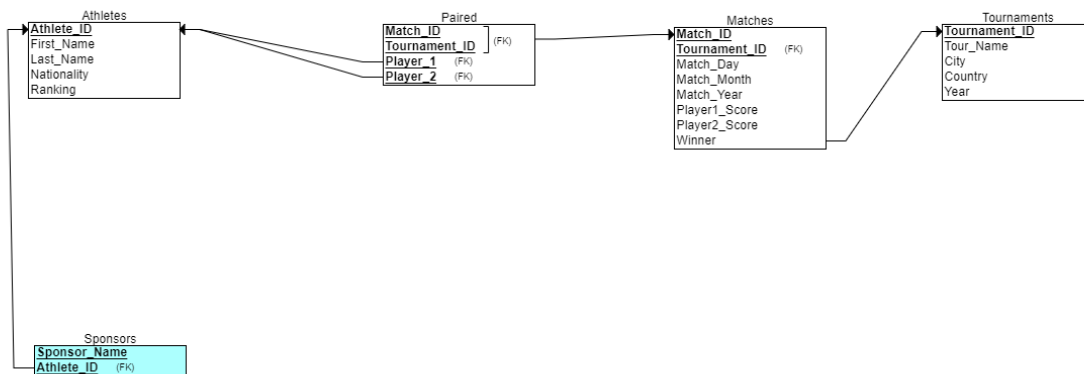 Athletes
Athlete_ID
First_Name
Last_Name
Nationality
Ranking
Paired
Match_ID
Tournament_ID (FK)
Player_1 (FK)
Player_2 (FK)
Matches
Match_ID
Tournament_ID (FK)
Match_Day
Match_Month
Match_Year
Player1_Score
Player2_Score
Winner
Tournaments
Tournament_ID
Tour_Name
City
Country
Year
Sponsors
Sponsor_Name
Athlete_ID (FK)